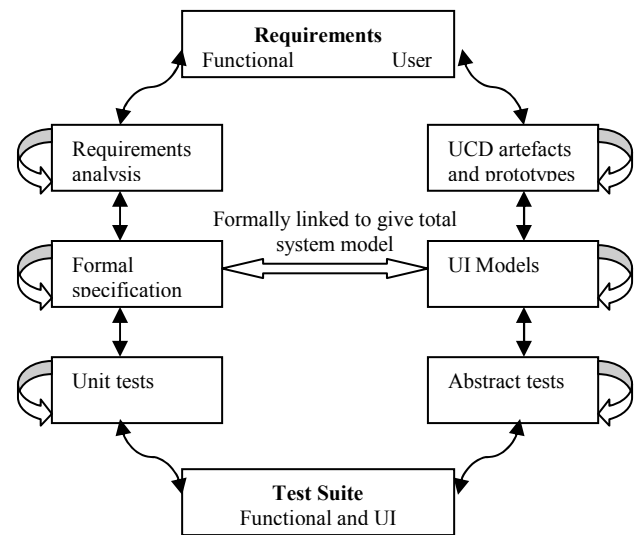 Requirements
Functional User
Requirements
analysis
UCD artefacts
and prototypes
Formally linked to give total
system model
Formal
specification
UI Models
Unit tests
Abstract tests
Test Suite
Functional and UI